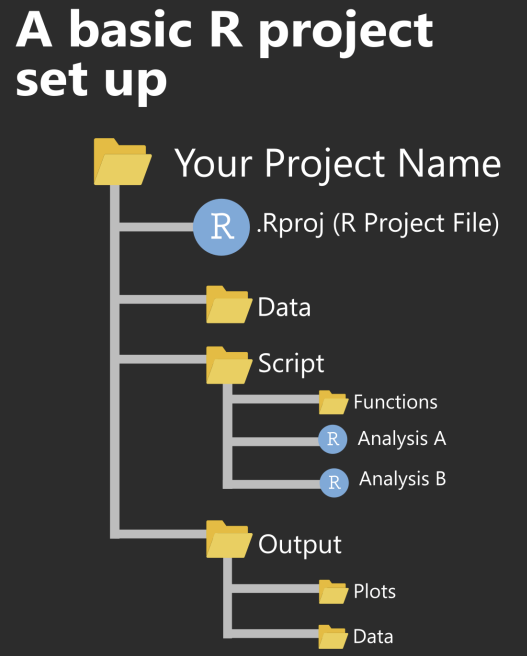 A basic R project
set up
Your Project Name
R .Rproj (R Project File)
Data
Script
Functions
R Analysis A
R Analysis B
Output
Plots
Data